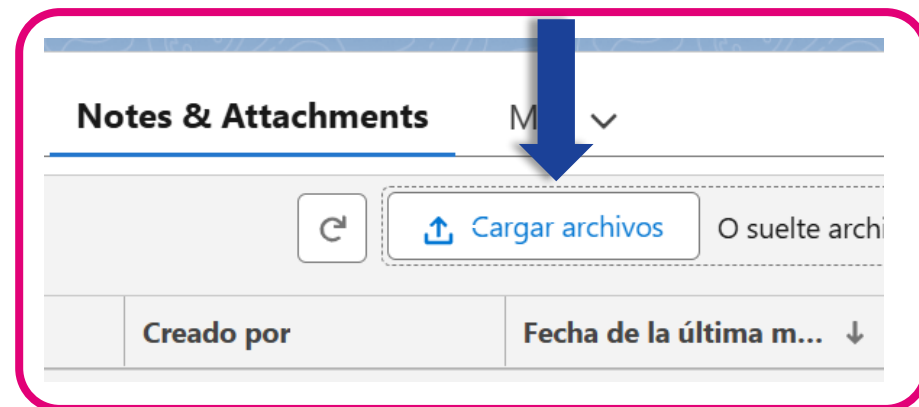 Notes & Attachments
Cargar archivos O suelte archi
Creado por Fecha de la última m...